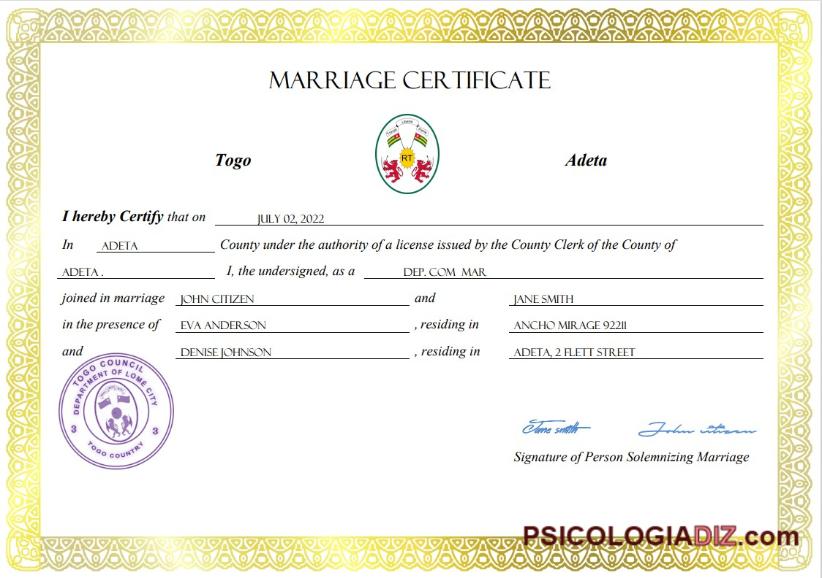 MARRIAGE CERTIFICATE
Togo
RT
Adeta
I hereby Certify that on JULY 02, 2022
In ADETA County under the authority of a license issued by the County Clerk of the County of
ADETA . I, the undersigned, as a DEP. COM MAR
joined in marriage JOHN CITIZEN and JANE SMITH
in the presence of EVA ANDERSON , residing in ANCHO MIRAGE 92211
and DENISE JOHNSON , residing in ADETA, 2 FLETT STREET
TOGO COUNCIL
DEPARTMENT OF LOME CITY
3 3
TOGO COUNTRY
Jane smith John citizen
Signature of Person Solemnizing Marriage
PSICOLOGIADIZ.com